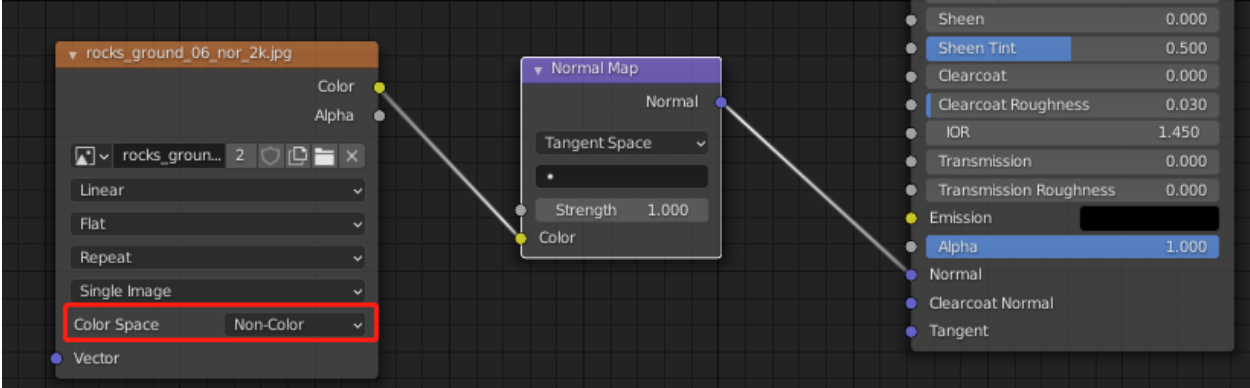 rocks_ground_06_nor_2k.jpg
Color
Alpha
rocks_groun... 2
Linear
Flat
Repeat
Single Image
Color Space Non-Color
Vector
Normal Map
Normal
Tangent Space
Strength 1.000
Color
Sheen 0.000
Sheen Tint 0.500
Clearcoat 0.000
Clearcoat Roughness 0.030
IOR 1.450
Transmission 0.000
Transmission Roughness 0.000
Emission
Alpha 1.000
Normal
Clearcoat Normal
Tangent